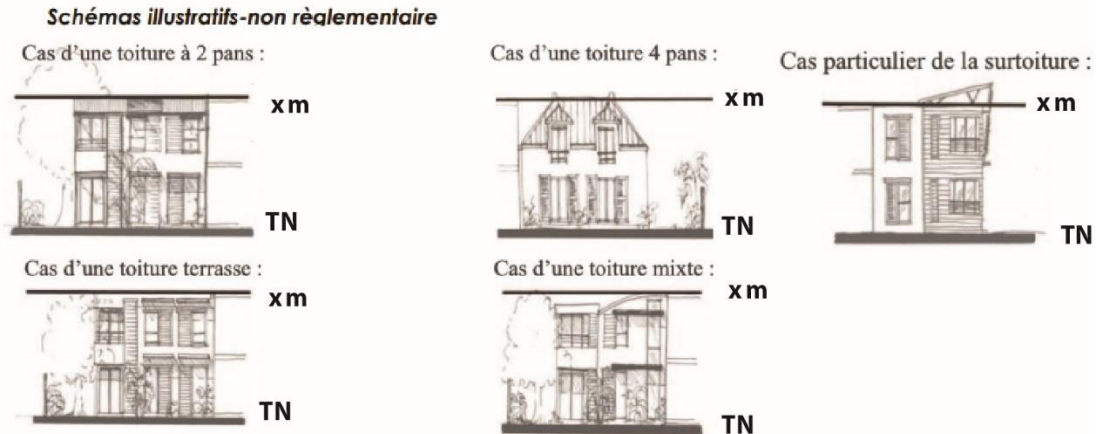 Schémas illustratifs-non règlementaire
Cas d'une toiture à 2 pans :
x m
TN
Cas d'une toiture 4 pans :
x m
TN
Cas particulier de la surtoiture :
x m
TN
Cas d'une toiture terrasse :
x m
TN
Cas d'une toiture mixte :
x m
TN